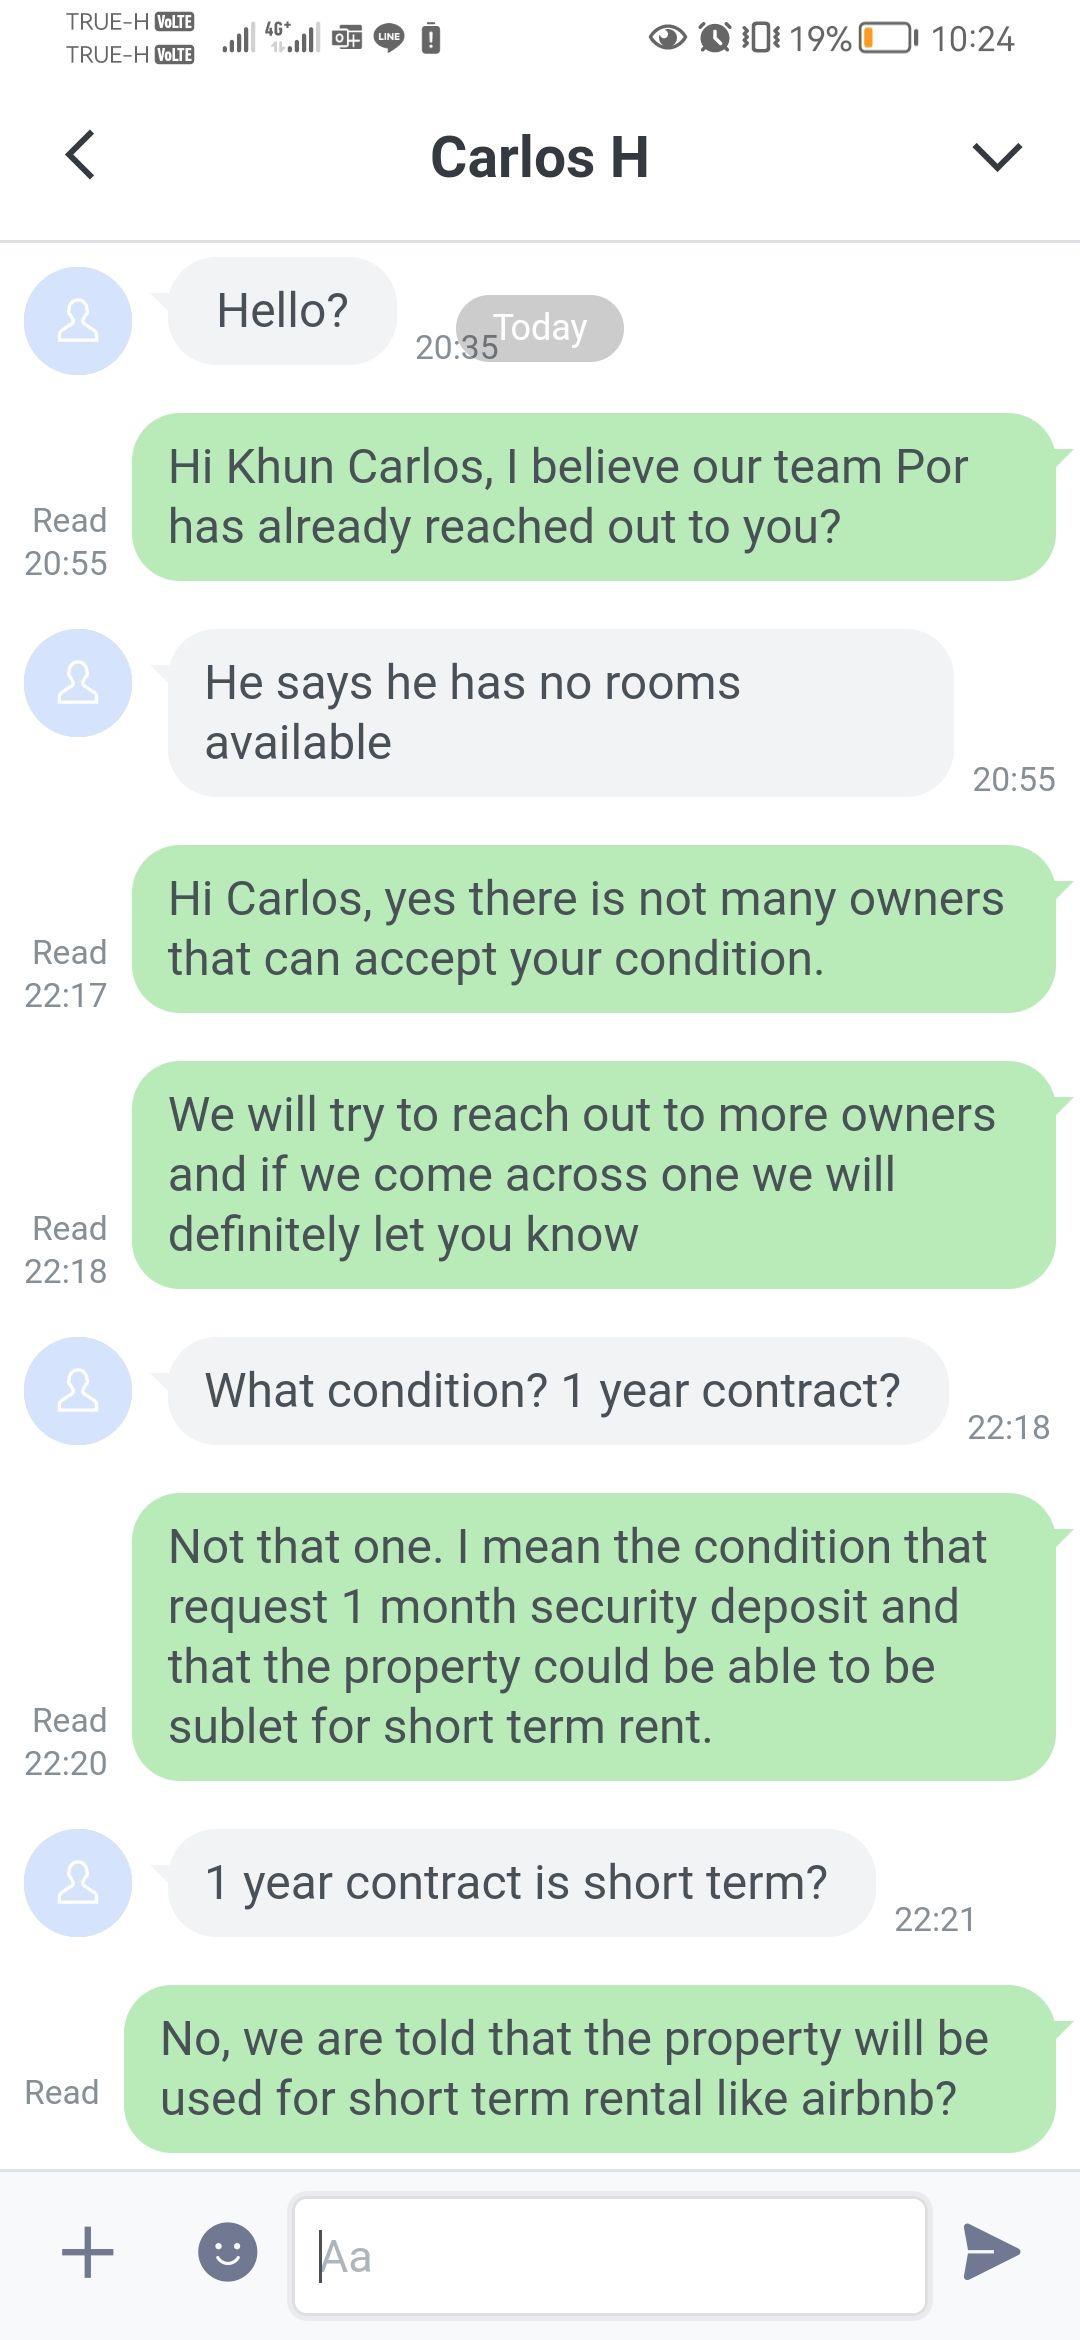 TRUE-H VoLTE
TRUE-H VoLTE
4G+
LINE
19%
10:24
Carlos H
Hello?
20:35
Today
Hi Khun Carlos, I believe our team Por
has already reached out to you?
Read
20:55
He says he has no rooms
available
20:55
Hi Carlos, yes there is not many owners
that can accept your condition.
Read
22:17
We will try to reach out to more owners
and if we come across one we will
definitely let you know
Read
22:18
What condition? 1 year contract?
22:18
Not that one. I mean the condition that
request 1 month security deposit and
that the property could be able to be
sublet for short term rent.
Read
22:20
1 year contract is short term?
22:21
No, we are told that the property will be
used for short term rental like airbnb?
Read
Aa